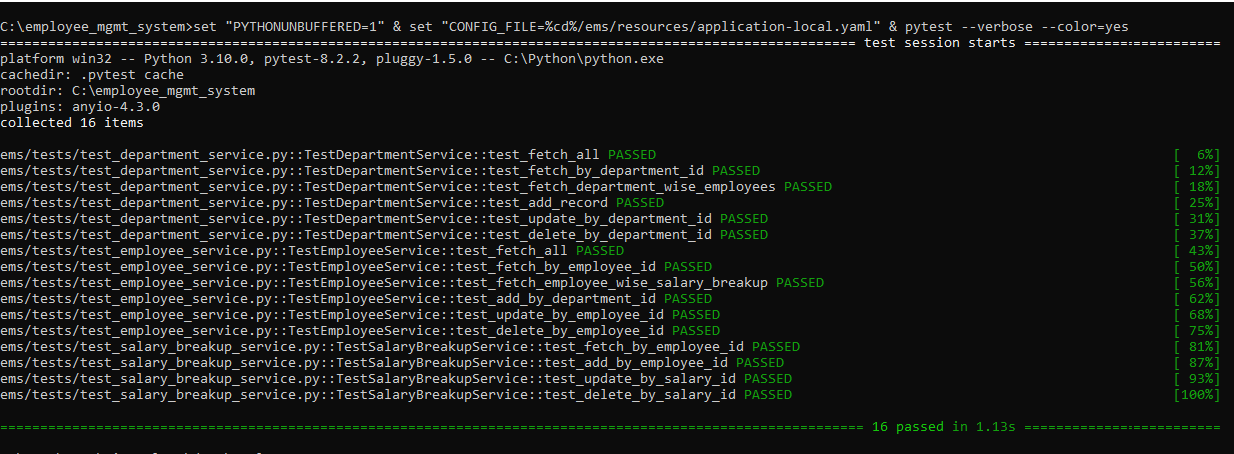 C:\employee_mgmt_system>set "PYTHONUNBUFFERED=1" & set "CONFIG_FILE=%cd%/ems/resources/application-local.yaml" & pytest --verbose --color=yes
=========================================================================================================== test session starts =========================
platform win32 -- Python 3.10.0, pytest-8.2.2, pluggy-1.5.0 -- C:\Python\python.exe
cachedir: .pytest_cache
rootdir: C:\employee_mgmt_system
plugins: anyio-4.3.0
collected 16 items
ems/tests/test_department_service.py::TestDepartmentService::test_fetch_all PASSED [  6%]
ems/tests/test_department_service.py::TestDepartmentService::test_fetch_by_department_id PASSED [ 12%]
ems/tests/test_department_service.py::TestDepartmentService::test_fetch_department_wise_employees PASSED [ 18%]
ems/tests/test_department_service.py::TestDepartmentService::test_add_record PASSED [ 25%]
ems/tests/test_department_service.py::TestDepartmentService::test_update_by_department_id PASSED [ 31%]
ems/tests/test_department_service.py::TestDepartmentService::test_delete_by_department_id PASSED [ 37%]
ems/tests/test_employee_service.py::TestEmployeeService::test_fetch_all PASSED [ 43%]
ems/tests/test_employee_service.py::TestEmployeeService::test_fetch_by_employee_id PASSED [ 50%]
ems/tests/test_employee_service.py::TestEmployeeService::test_fetch_employee_wise_salary_breakup PASSED [ 56%]
ems/tests/test_employee_service.py::TestEmployeeService::test_add_by_department_id PASSED [ 62%]
ems/tests/test_employee_service.py::TestEmployeeService::test_update_by_employee_id PASSED [ 68%]
ems/tests/test_employee_service.py::TestEmployeeService::test_delete_by_employee_id PASSED [ 75%]
ems/tests/test_salary_breakup_service.py::TestSalaryBreakupService::test_fetch_by_employee_id PASSED [ 81%]
ems/tests/test_salary_breakup_service.py::TestSalaryBreakupService::test_add_by_employee_id PASSED [ 87%]
ems/tests/test_salary_breakup_service.py::TestSalaryBreakupService::test_update_by_salary_id PASSED [ 93%]
ems/tests/test_salary_breakup_service.py::TestSalaryBreakupService::test_delete_by_salary_id PASSED [100%]
============================================================================================================ 16 passed in 1.13s =========================